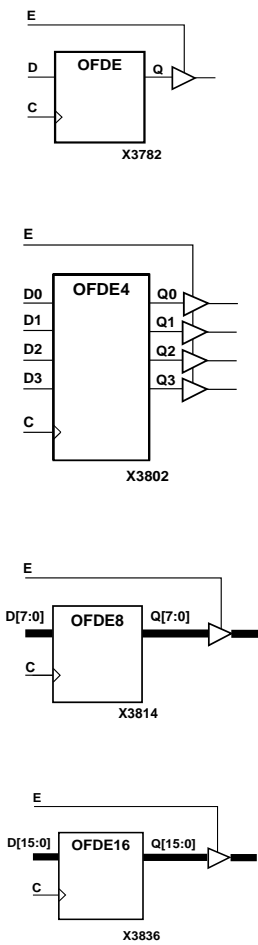 E
OFDE
D Q
C
X3782
E
OFDE4
D0 Q0
D1 Q1
D2 Q2
D3 Q3
C
X3802
E
D[7:0] Q[7:0]
OFDE8
C
X3814
E
D[15:0] OFDE16 Q[15:0]
C
X3836